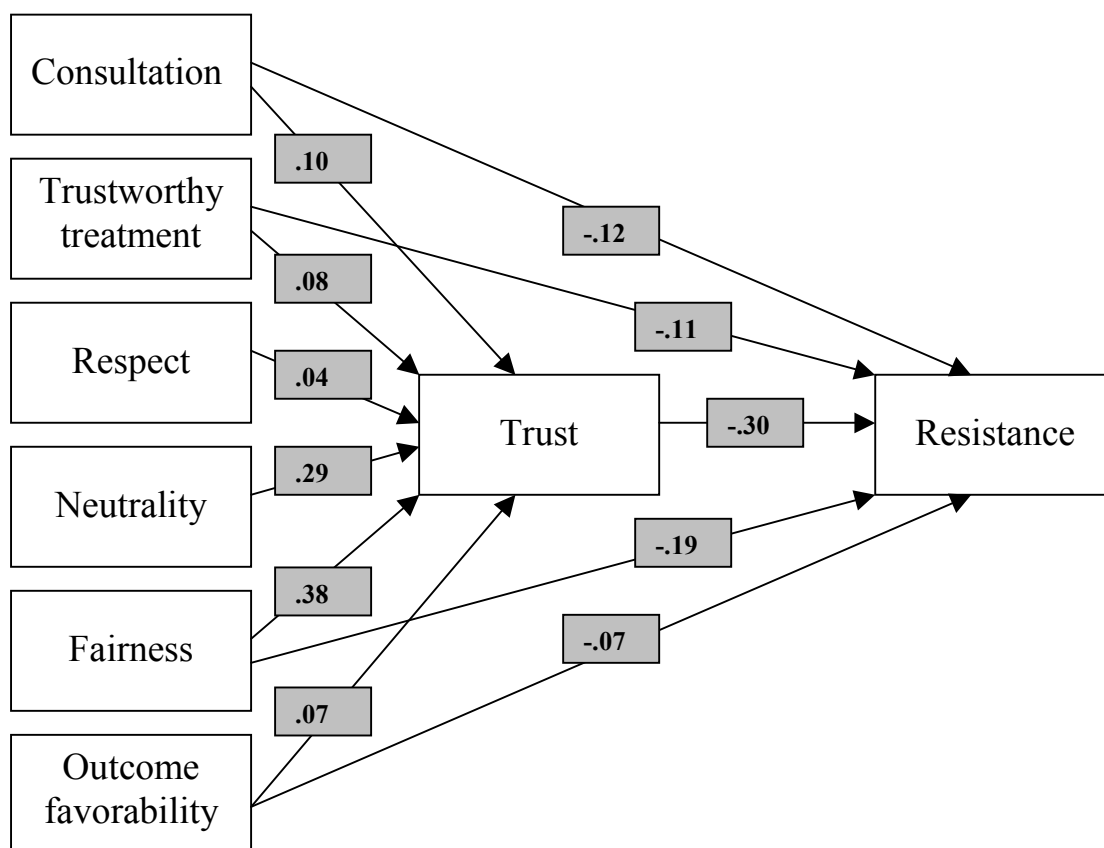 Consultation
.10
Trustworthy
treatment
-.12
.08
-.11
Respect
.04
Trust
-.30
Resistance
.29
Neutrality
-.19
.38
Fairness
-.07
.07
Outcome
favorability